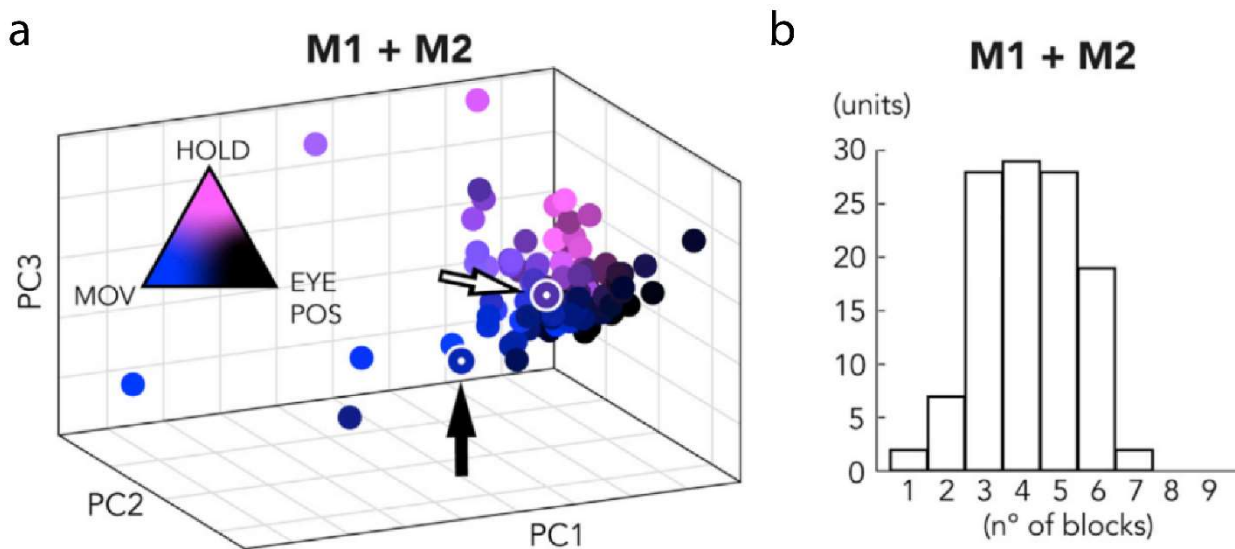 a
M1 + M2
HOLD
MOV
EYE
POS
PC3
PC2
PC1
b
M1 + M2
(units)
30
25
20
15
10
5
0
1 2 3 4 5 6 7 8 9
(n° of blocks)